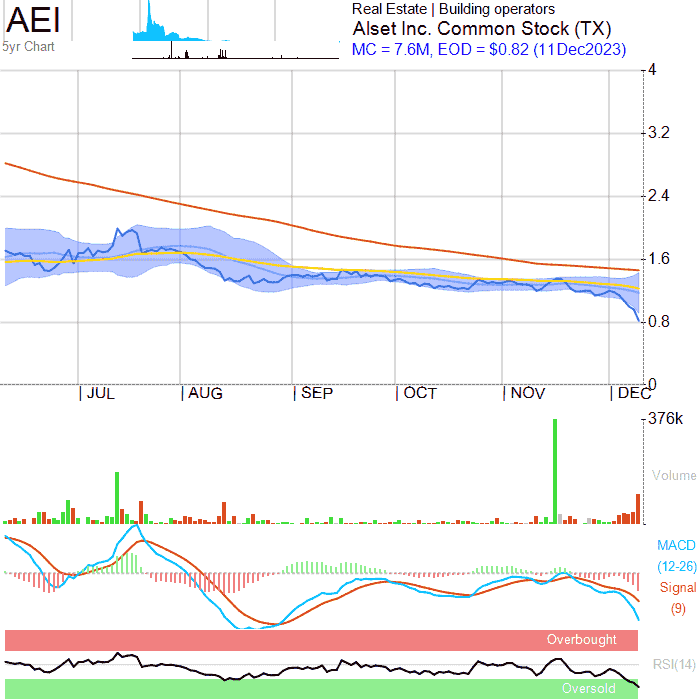 AEI
5yr Chart
Real Estate | Building operators
Alset Inc. Common Stock (TX)
MC = 7.6M, EOD = $0.82 (11Dec2023)
4
3.2
2.4
1.6
0.8
0
JUL
AUG
SEP
OCT
NOV
DEC
376k
Volume
MACD
(12-26)
Signal
(9)
Overbought
RSI(14)
Oversold